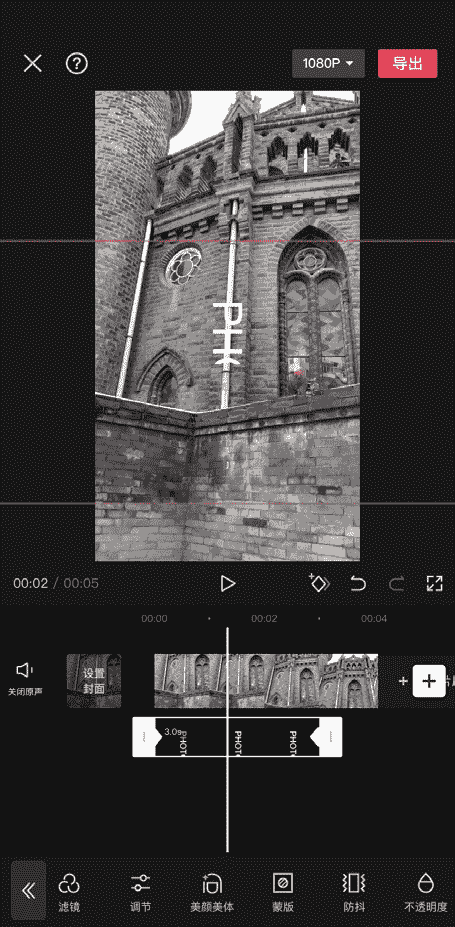 1080P
导出
PHK
00:02 / 00:05
00:00
00:02
00:04
关闭原声
设置
封面
3.0s
PHOTO
PHOTO
PHOTO
滤镜
调节
美颜美体
蒙版
防抖
不透明度